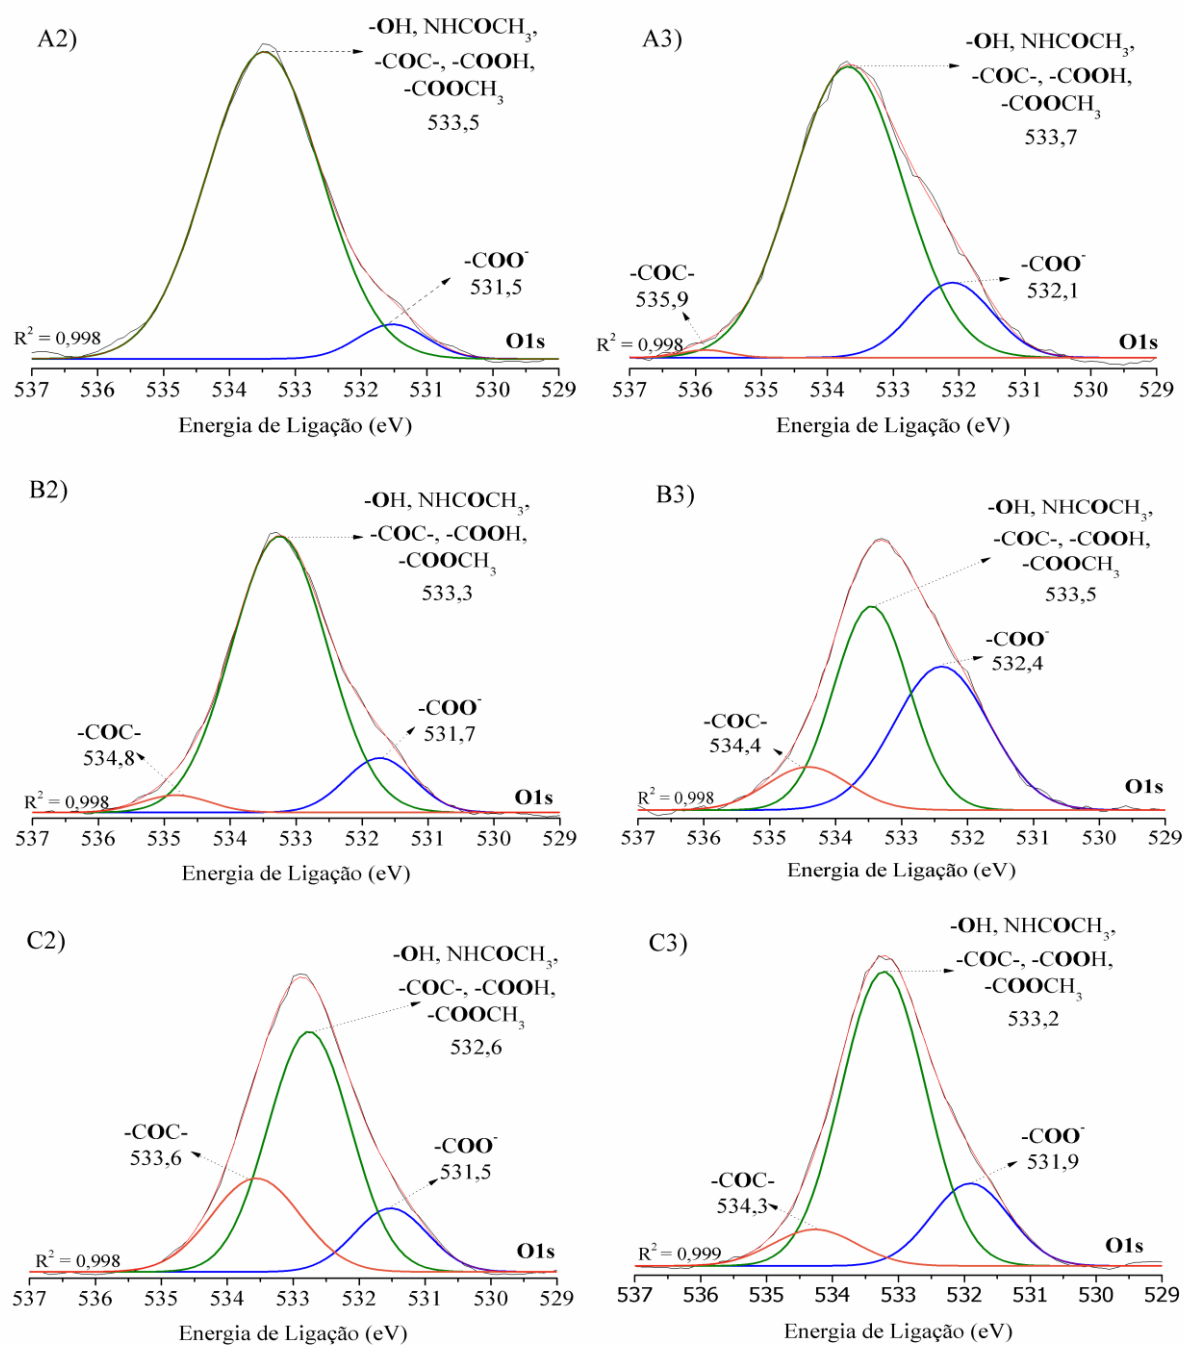 A2)
-OH, NHCOCH₃,
-COC-, -COOH,
-COOCH₃
533,5
-COO⁻
531,5
R² = 0,998
O1s
537 536 535 534 533 532 531 530 529
Energia de Ligação (eV)
A3)
-OH, NHCOCH₃,
-COC-, -COOH,
-COOCH₃
533,7
-COC-
535,9
-COO⁻
532,1
R² = 0,998
O1s
537 536 535 534 533 532 531 530 529
Energia de Ligação (eV)
B2)
-OH, NHCOCH₃,
-COC-, -COOH,
-COOCH₃
533,3
-COC-
534,8
-COO⁻
531,7
R² = 0,998
O1s
537 536 535 534 533 532 531 530 529
Energia de Ligação (eV)
B3)
-OH, NHCOCH₃,
-COC-, -COOH,
-COOCH₃
533,5
-COO⁻
532,4
-COC-
534,4
R² = 0,998
O1s
537 536 535 534 533 532 531 530 529
Energia de Ligação (eV)
C2)
-OH, NHCOCH₃,
-COC-, -COOH,
-COOCH₃
532,6
-COC-
533,6
-COO⁻
531,5
R² = 0,998
O1s
537 536 535 534 533 532 531 530 529
Energia de Ligação (eV)
C3)
-OH, NHCOCH₃,
-COC-, -COOH,
-COOCH₃
533,2
-COO⁻
531,9
-COC-
534,3
R² = 0,999
O1s
537 536 535 534 533 532 531 530 529
Energia de Ligação (eV)